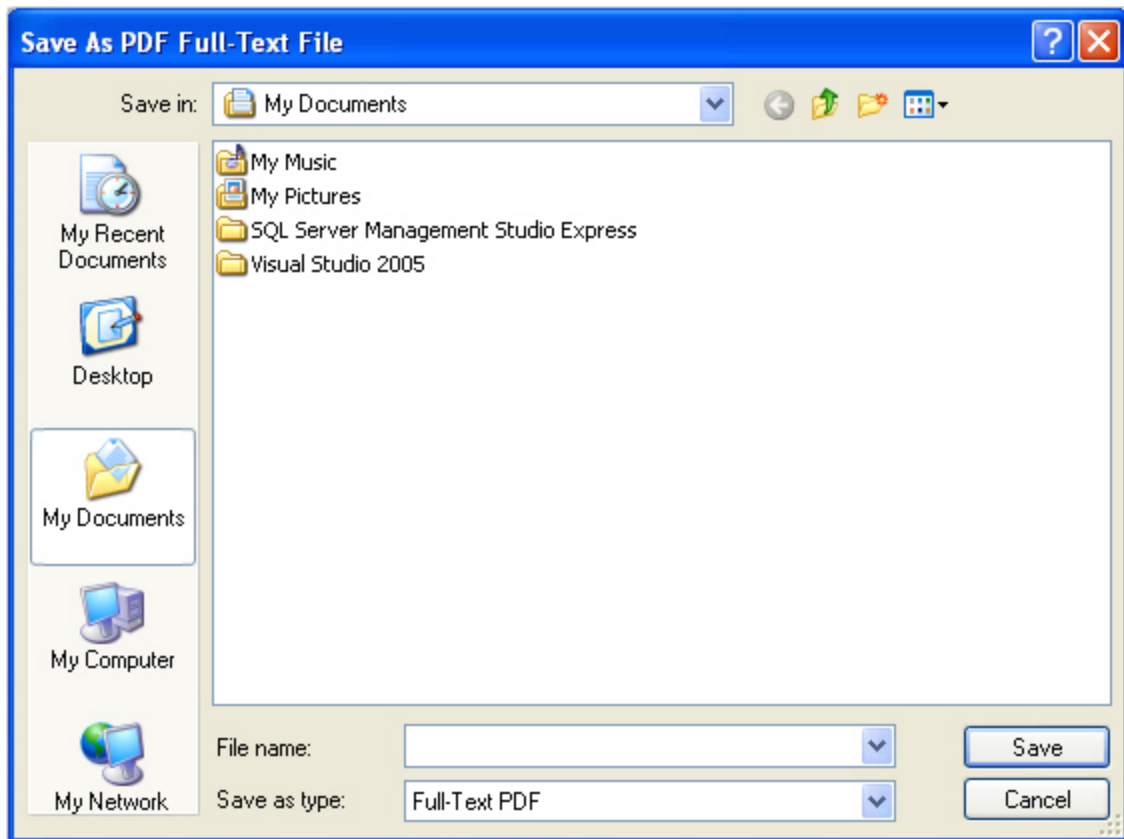 Save As PDF Full-Text File
Save in:
My Documents
My Recent
Documents
Desktop
My Documents
My Computer
My Network
My Music
My Pictures
SQL Server Management Studio Express
Visual Studio 2005
File name:
Save
Save as type:
Full-Text PDF
Cancel